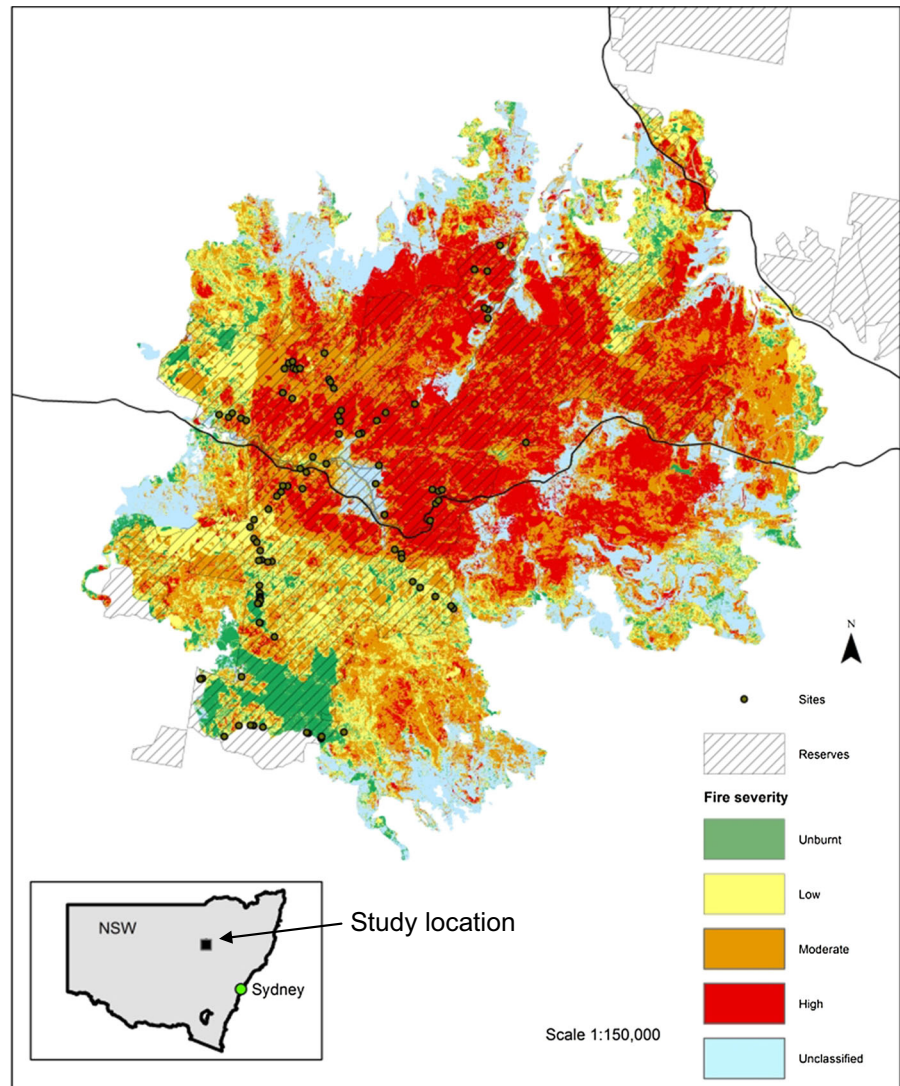 N
Sites
Reserves
Fire severity
Unburnt
Low
Moderate
High
Unclassified
Scale 1:150,000
NSW
Study location
Sydney